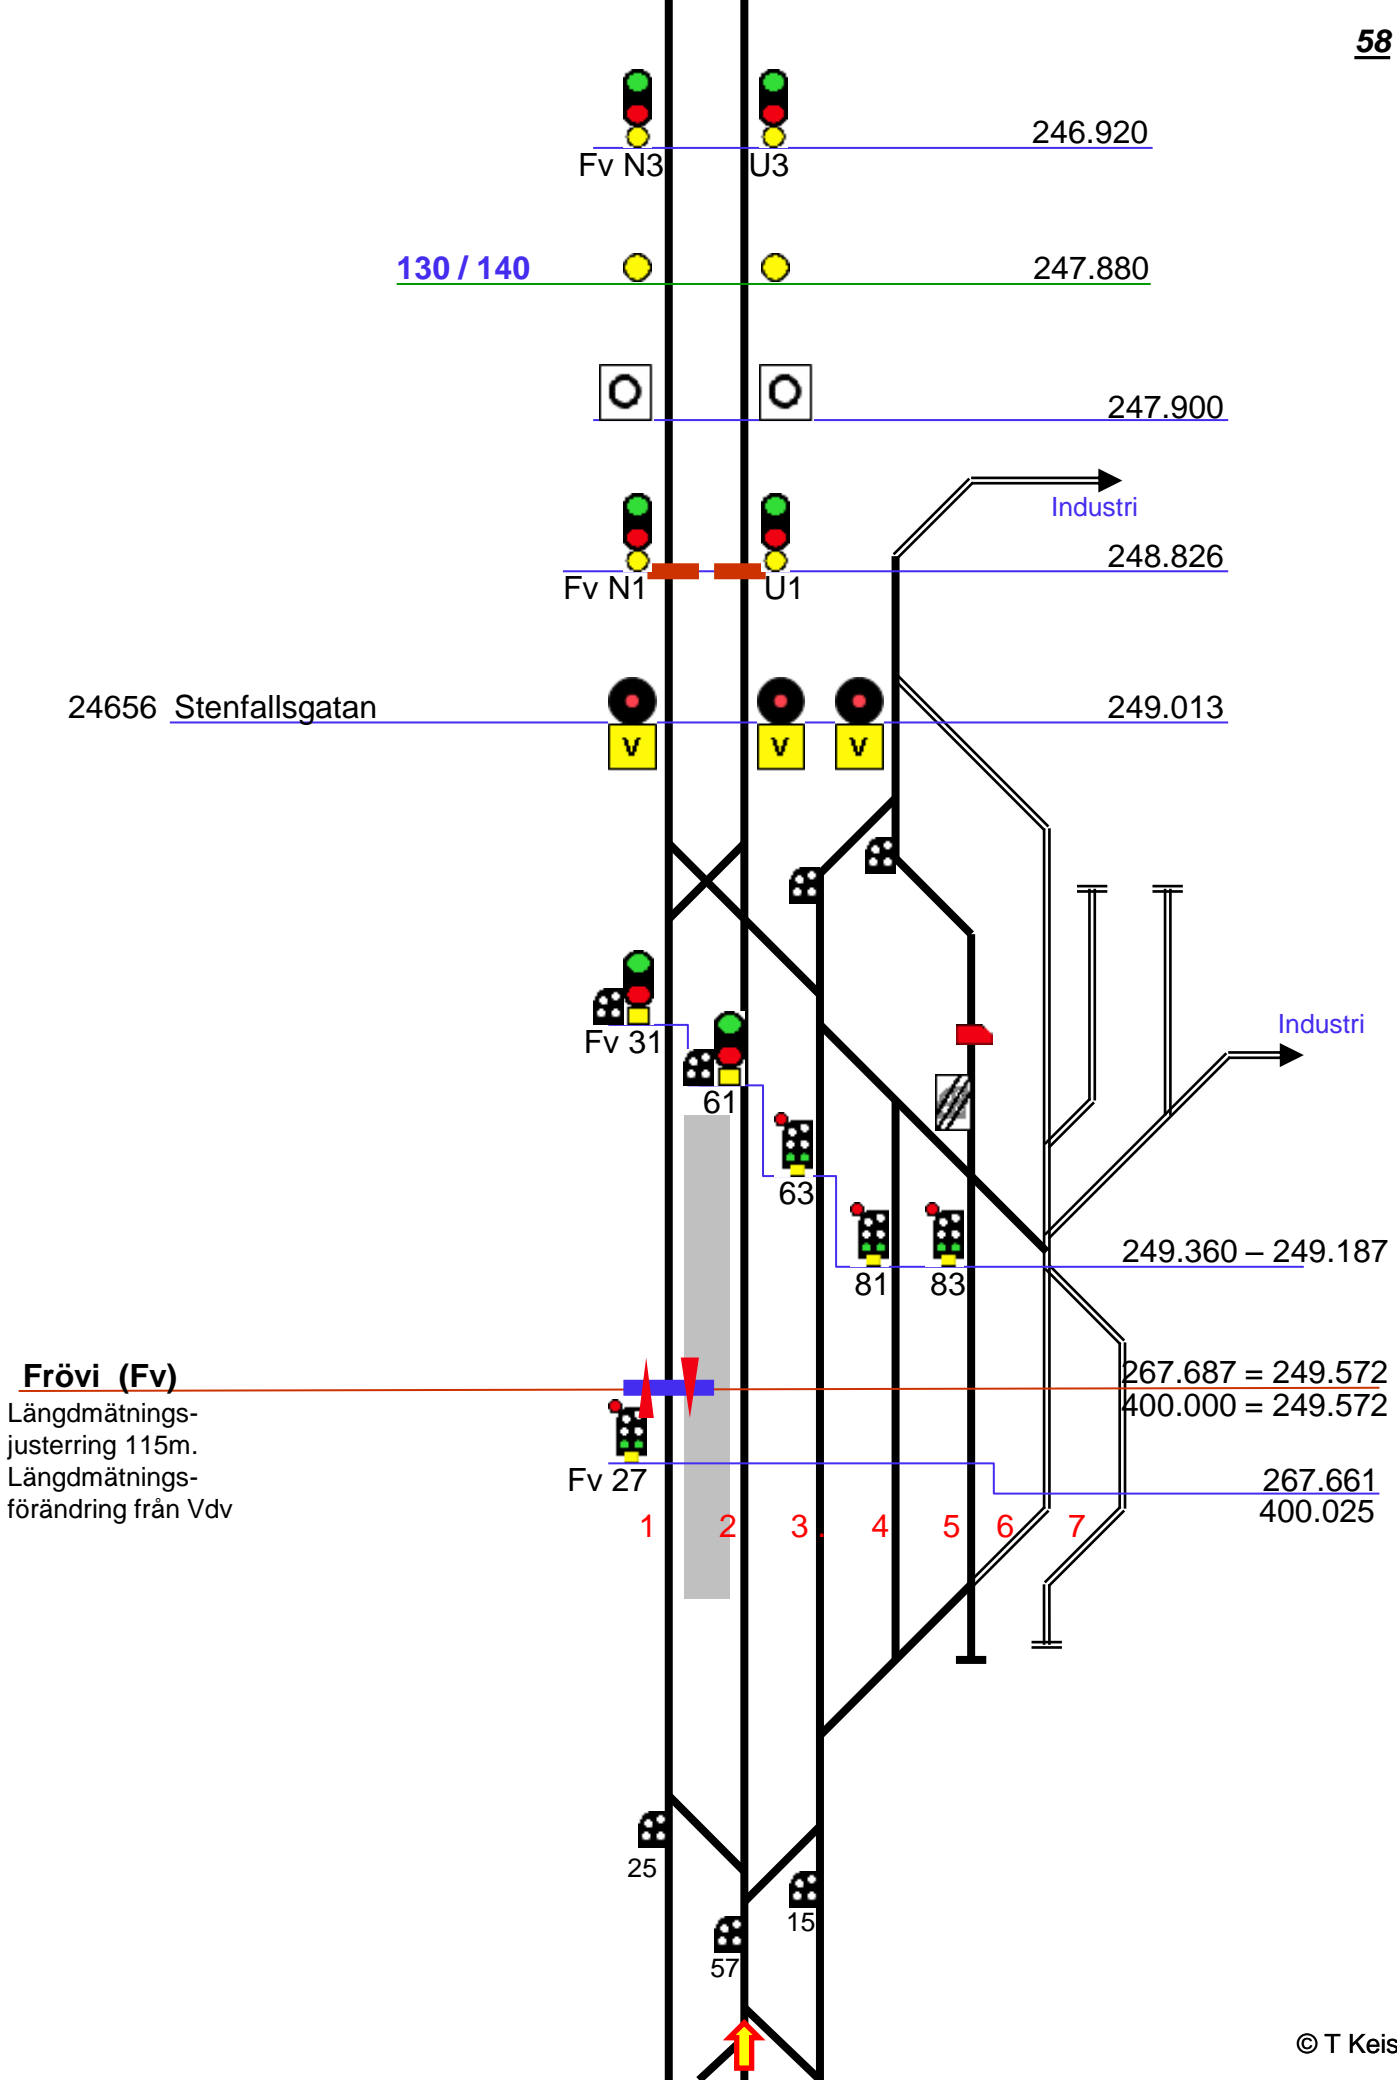 58
246.920
Fv N3 U3
130 / 140 247.880
247.900
Industri
248.826
Fv N1 U1
24656 Stenfallsgatan 249.013
V V V
Industri
Fv 31
61
63
249.360 – 249.187
81 83
Frövi (Fv) 267.687 = 249.572
Längdmätnings- 400.000 = 249.572
justerring 115m.
Längdmätnings-
förändring från Vdv
Fv 27 267.661
400.025
1 2 3 . 4 5 6 7
25
15
57
© T Keis